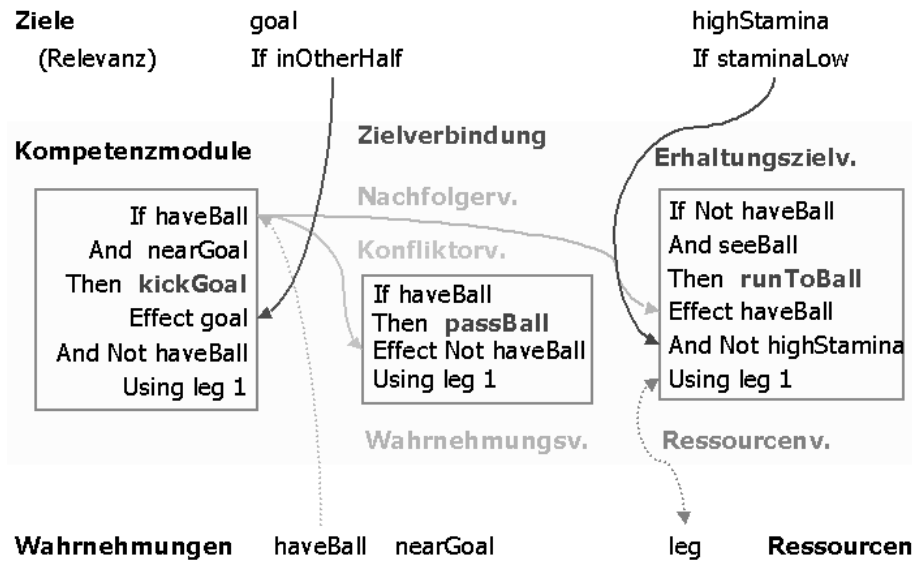 Ziele goal highStamina
(Relevanz) If inOtherHalf If staminaLow
Zielverbindung
Kompetenzmodule
Erhaltungszielv.
Nachfolgerv.
Konfliktorv.
If haveBall
And nearGoal
Then kickGoal
Effect goal
And Not haveBall
Using leg 1
If haveBall
Then passBall
Effect Not haveBall
Using leg 1
If Not haveBall
And seeBall
Then runToBall
Effect haveBall
And Not highStamina
Using leg 1
Wahrnehmungsv. Ressourcenv.
Wahrnehmungen haveBall nearGoal leg Ressourcen